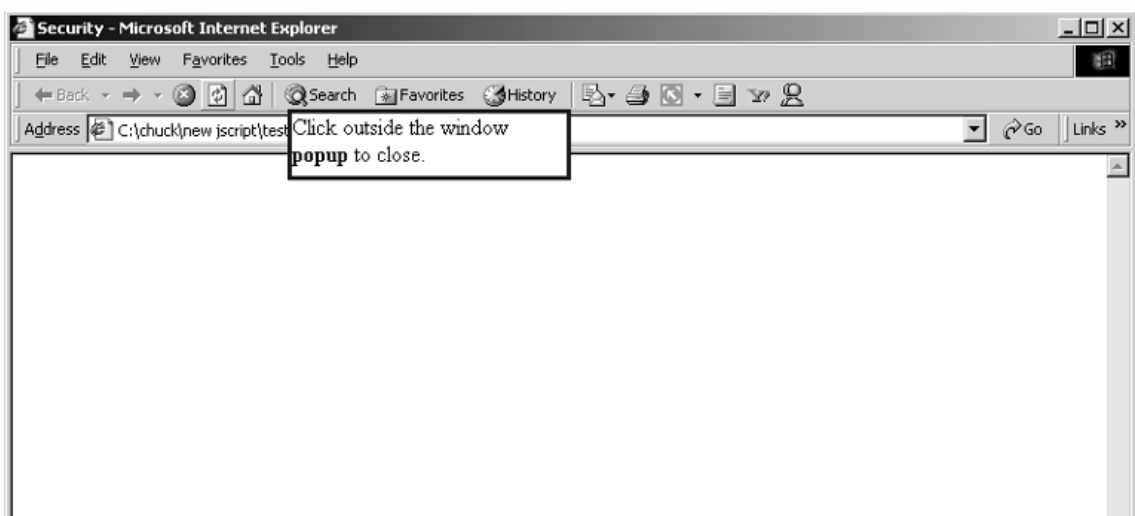 Security - Microsoft Internet Explorer
File Edit View Favorites Tools Help
Back Search Favorites History
Address C:\chuck\new jscript\test Go Links »
Click outside the window
popup to close.